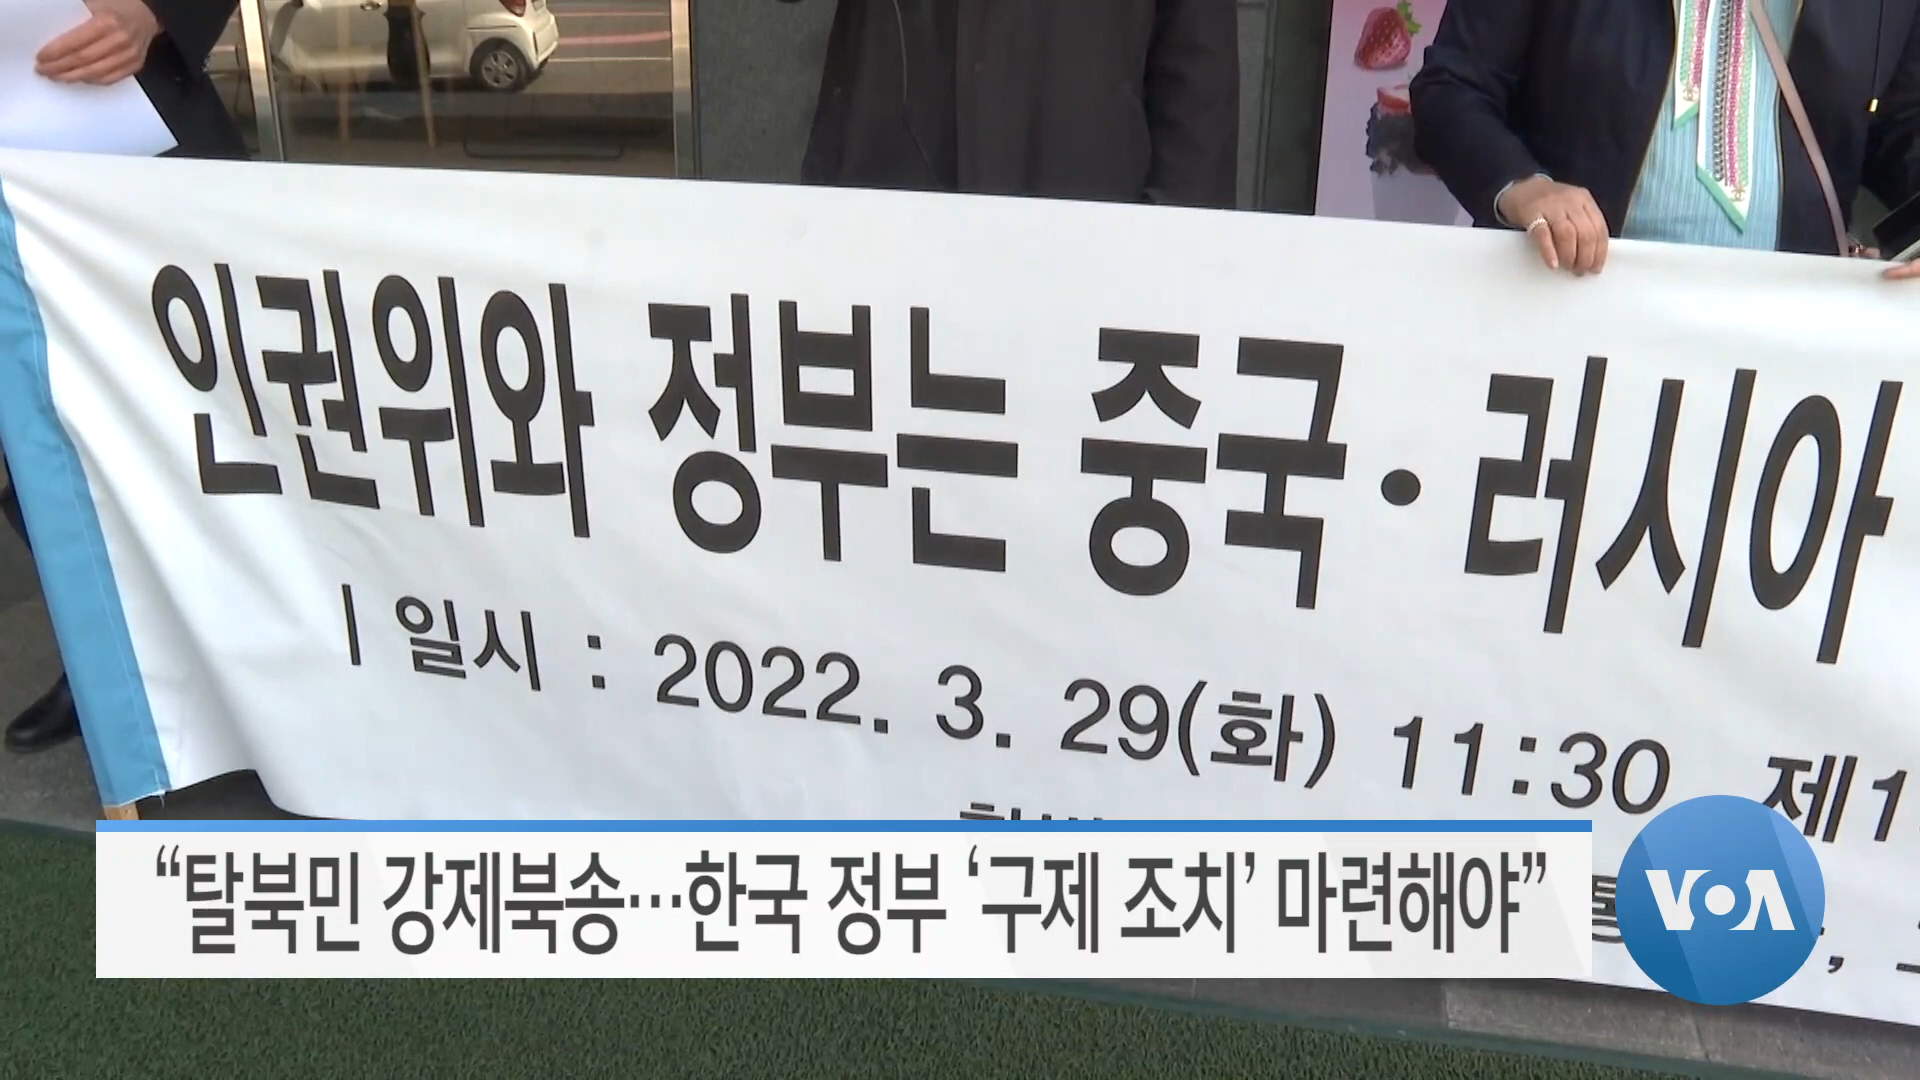 인권위와 정부는 중국·러시아
일시 : 2022. 3. 29(화) 11:30 제1
“탈북민 강제북송…한국 정부 ‘구제 조치’ 마련해야”
VOA